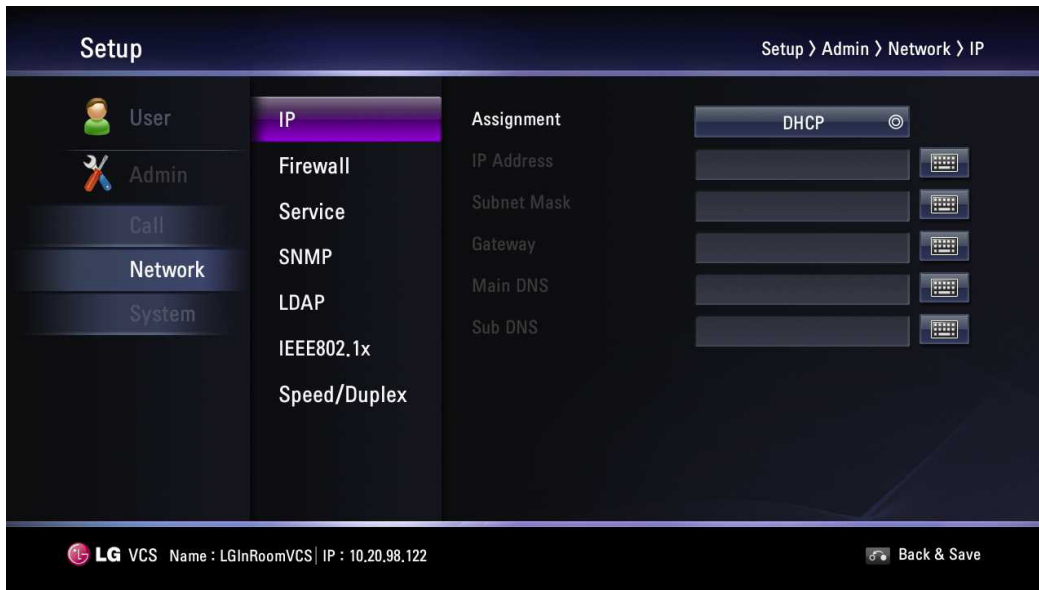 Setup
Setup > Admin > Network > IP
User
Admin
Call
Network
System
IP
Firewall
Service
SNMP
LDAP
IEEE802.1x
Speed/Duplex
Assignment DHCP
IP Address
Subnet Mask
Gateway
Main DNS
Sub DNS
LG VCS Name : LGInRoomVCS| IP : 10.20.98.122
Back & Save